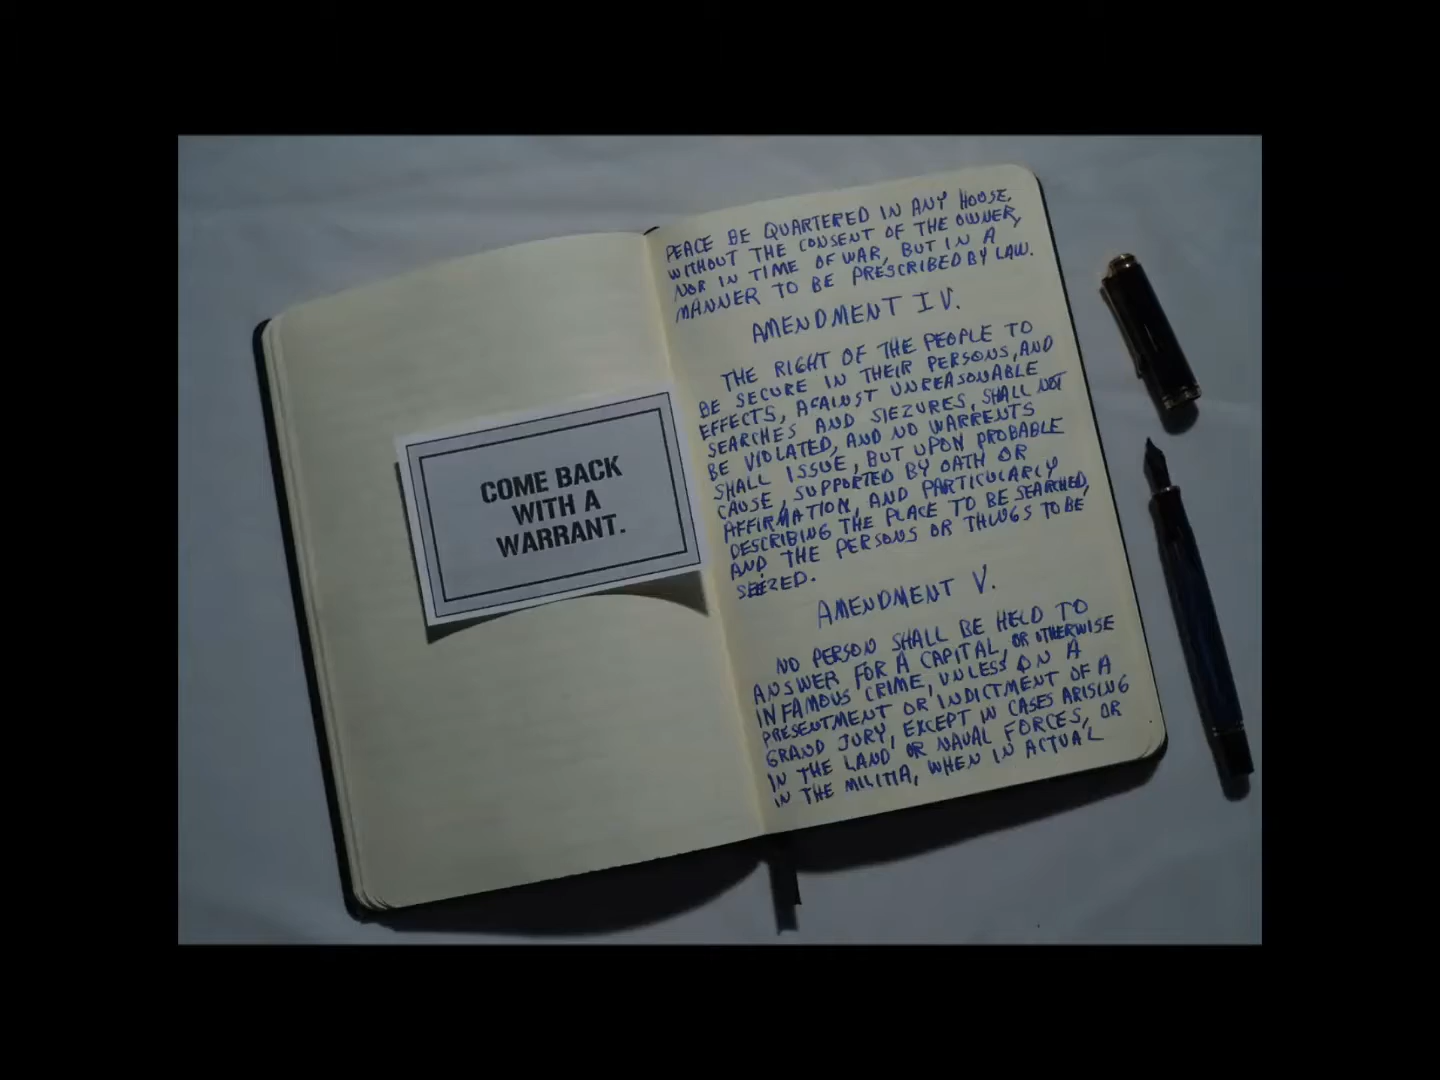 COME BACK
WITH A
WARRANT.
PEACE BE QUARTERED IN ANY HOUSE,
WITHOUT THE CONSENT OF THE OWNER,
NOR IN TIME OF WAR, BUT IN A
MANNER TO BE PRESCRIBED BY LAW.
AMENDMENT IV.
THE RIGHT OF THE PEOPLE TO
BE SECURE IN THEIR PERSONS, AND
EFFECTS, AGAINST UNREASONABLE
SEARCHES AND SIEZURES, SHALL NOT
BE VIOLATED, AND NO WARRENTS
SHALL ISSUE, BUT UPON PROBABLE
CAUSE, SUPPORTED BY OATH OR
AFFIRMATION, AND PARTICULARLY
DESCRIBING THE PLACE TO BE SEARCHED,
AND THE PERSONS OR THINGS TO BE
SEIZED.
AMENDMENT V.
NO PERSON SHALL BE HELD TO
ANSWER FOR A CAPITAL, OR OTHERWISE
INFAMOUS CRIME, UNLESS ON A
PRESENTMENT OR INDICTMENT OF A
GRAND JURY, EXCEPT IN CASES ARISING
IN THE LAND OR NAVAL FORCES, OR
IN THE MILITIA, WHEN IN ACTUAL